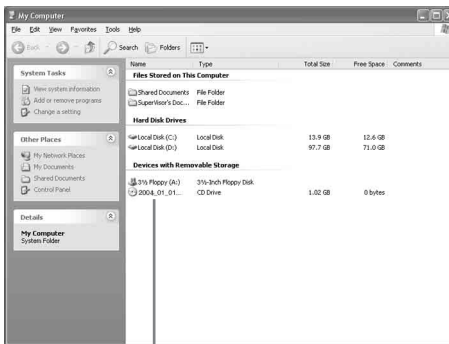 My Computer
File Edit View Favorites Tools Help
Back Search Folders
Name Type Total Size Free Space Comments
System Tasks
View system information
Add or remove programs
Change a setting
Other Places
My Network Places
My Documents
Shared Documents
Control Panel
Details
My Computer
System Folder
Files Stored on This Computer
Shared Documents File Folder
Supervisor's Doc... File Folder
Hard Disk Drives
Local Disk (C:) Local Disk 13.9 GB 12.6 GB
Local Disk (D:) Local Disk 97.7 GB 71.0 GB
Devices with Removable Storage
3½ Floppy (A:) 3½-Inch Floppy Disk
2004_01_01... CD Drive 1.02 GB 0 bytes